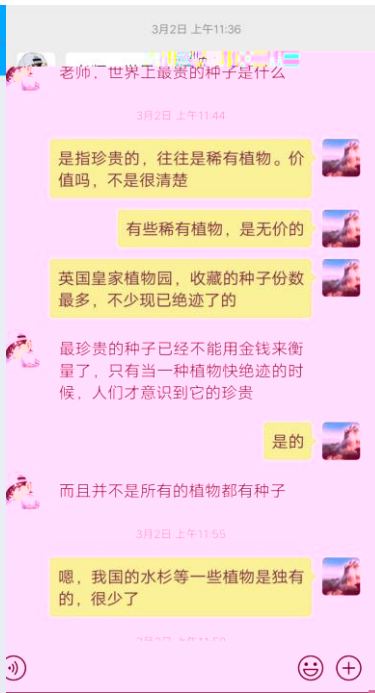 3月2日 上午11:36
老师，世界上最贵的种子是什么
3月2日 上午11:44
是指珍贵的，往往是稀有植物。价
值吗，不是很清楚
有些稀有植物，是无价的
英国皇家植物园，收藏的种子份数
最多，不少现已绝迹了的
最珍贵的种子已经不能用金钱来衡
量了，只有当一种植物快绝迹的时
候，人们才意识到它的珍贵
是的
而且并不是所有的植物都有种子
3月2日 上午11:55
嗯，我国的水杉等一些植物是独有
的，很少了